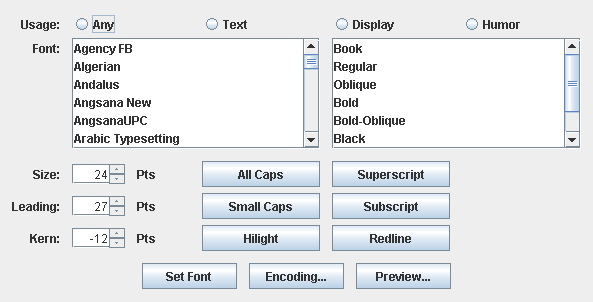 Usage: Any Text Display Humor
Font: Agency FB Book
Algerian Regular
Andalus Oblique
Angsana New Bold
AngsanaUPC Bold-Oblique
Arabic Typesetting Black
Size: 24 Pts All Caps Superscript
Leading: 27 Pts Small Caps Subscript
Kern: -12 Pts Hilight Redline
Set Font Encoding... Preview...